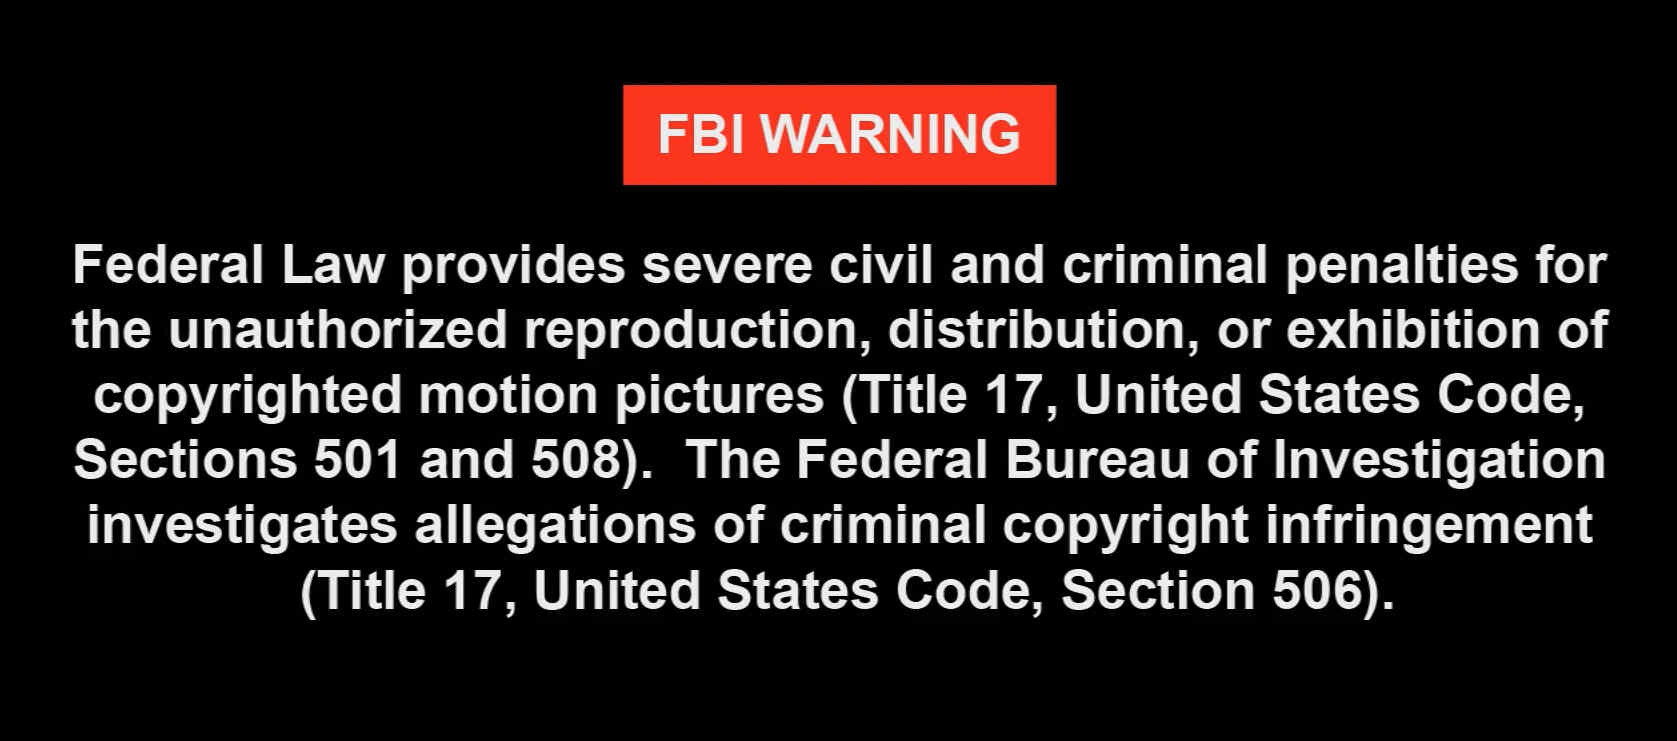 FBI WARNING
Federal Law provides severe civil and criminal penalties for
the unauthorized reproduction, distribution, or exhibition of
copyrighted motion pictures (Title 17, United States Code,
Sections 501 and 508).  The Federal Bureau of Investigation
investigates allegations of criminal copyright infringement
(Title 17, United States Code, Section 506).